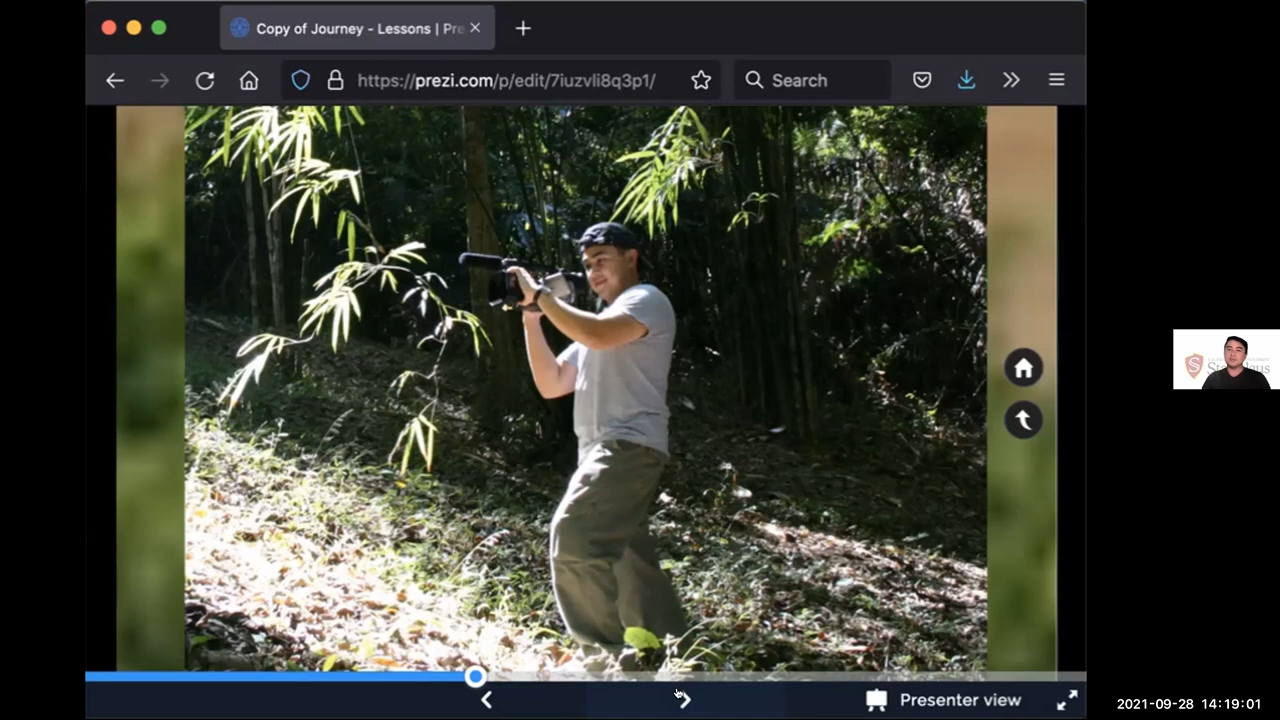 Copy of Journey - Lessons | Pre
https://prezi.com/p/edit/7iuzvli8q3p1/
Search
Presenter view
2021-09-28 14:19:01